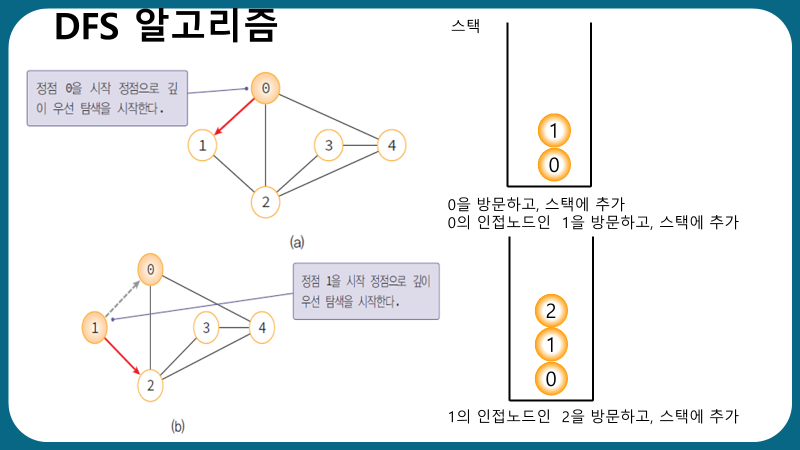 DFS 알고리즘
스택
정점 0을 시작 정점으로 깊
이 우선 탐색을 시작한다.
0
1
3
4
2
(a)
1
0
0을 방문하고, 스택에 추가
0의 인접노드인 1을 방문하고, 스택에 추가
정점 1을 시작 정점으로 깊이
우선 탐색을 시작한다.
0
1
3
4
2
(b)
2
1
0
1의 인접노드인 2을 방문하고, 스택에 추가